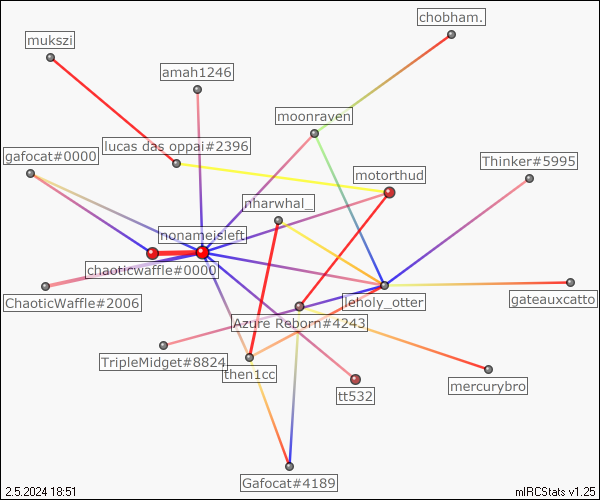 chobham.
mukszi
amah1246
moonraven
lucas das oppai#2396
gafocat#0000
Thinker#5995
motorthud
nharwhal_
nonameisleft
chaoticwaffle#0000
ChaoticWaffle#2006
leholy_otter
gateauxcatto
Azure Reborn#4243
TripleMidget#8824
then1cc
mercurybro
tt532
Gafocat#4189
2.5.2024 18:51
mIRCStats v1.25